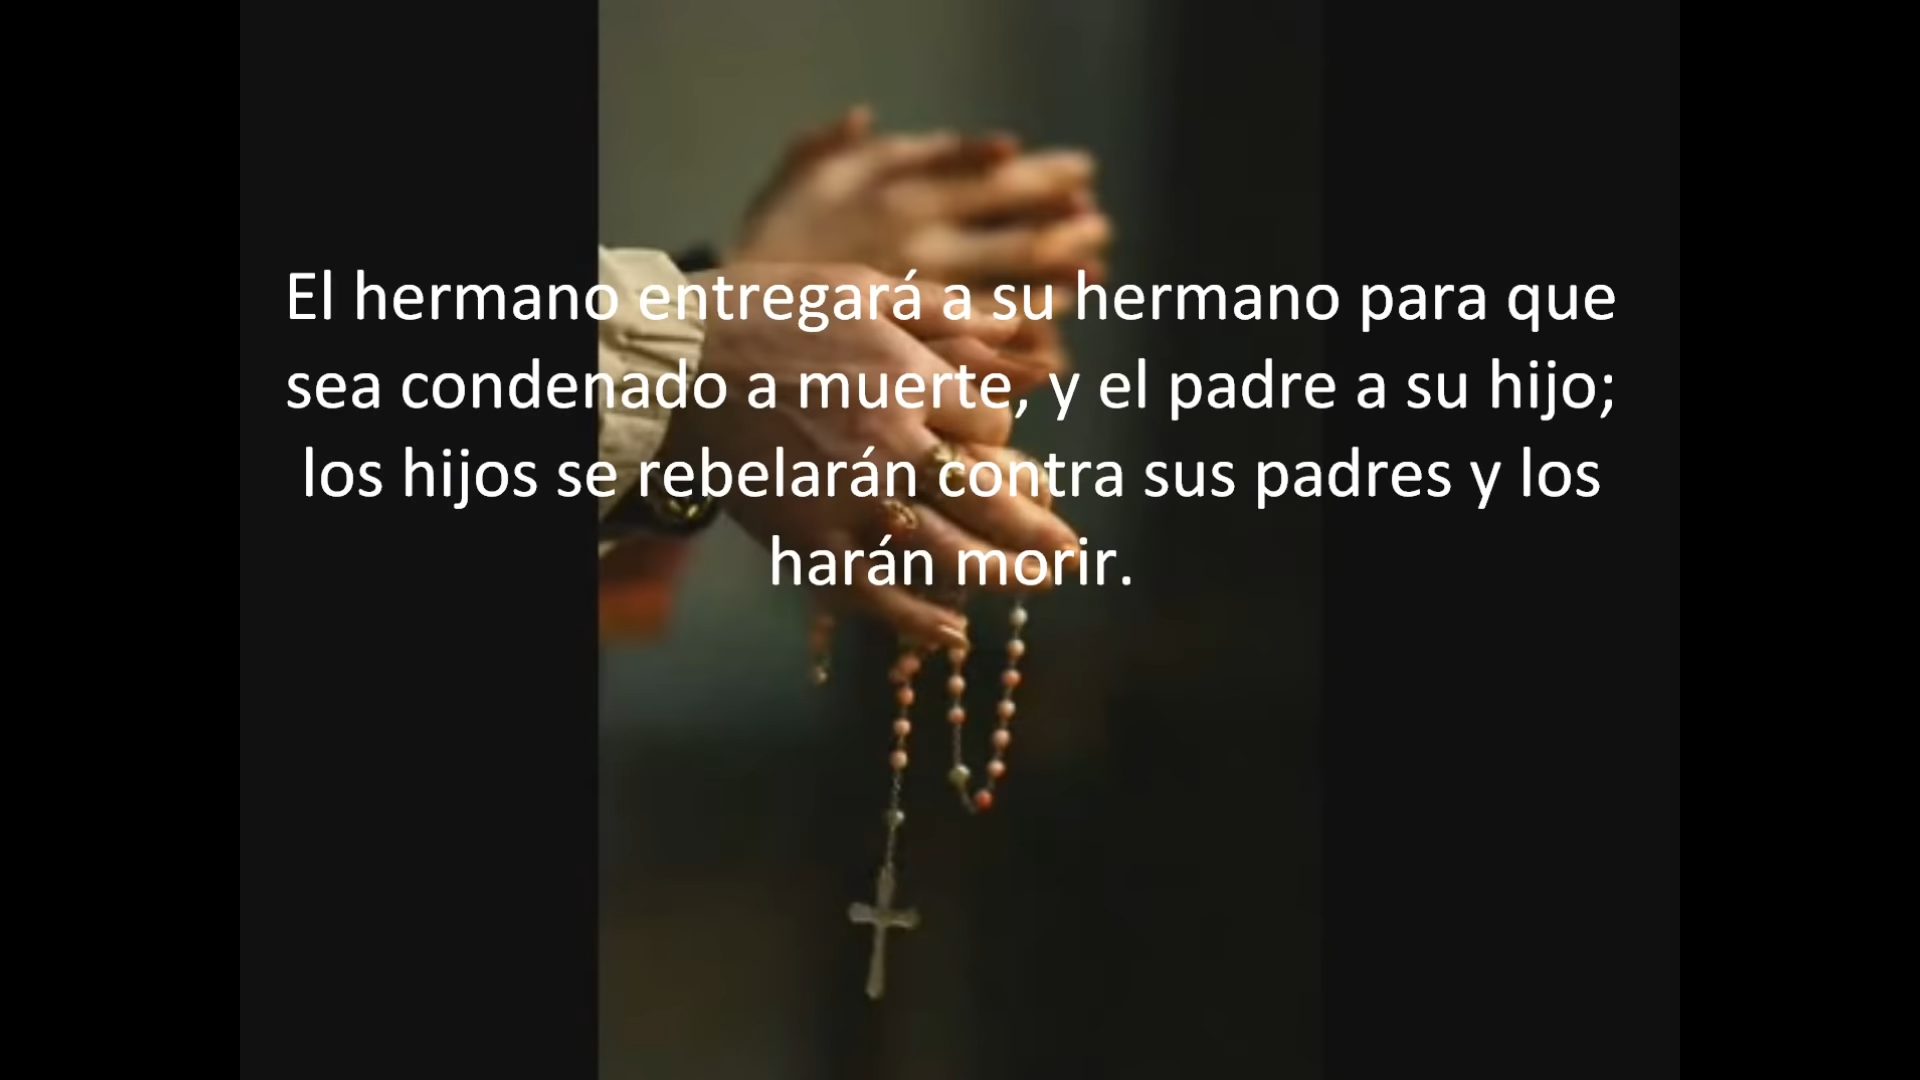 El hermano entregará a su hermano para que
sea condenado a muerte, y el padre a su hijo;
los hijos se rebelarán contra sus padres y los
harán morir.